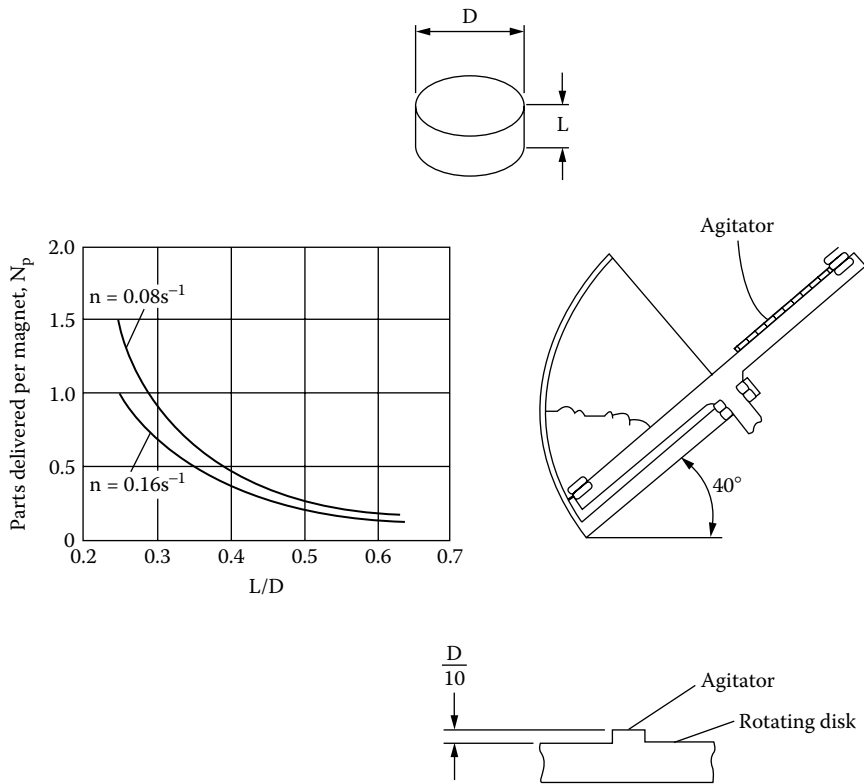 D
L
Parts delivered per magnet, Nₚ
2.0
1.5
1.0
0.5
0
n = 0.08s⁻¹
n = 0.16s⁻¹
0.2 0.3 0.4 0.5 0.6 0.7
L/D
Agitator
40°
D
10
Agitator
Rotating disk